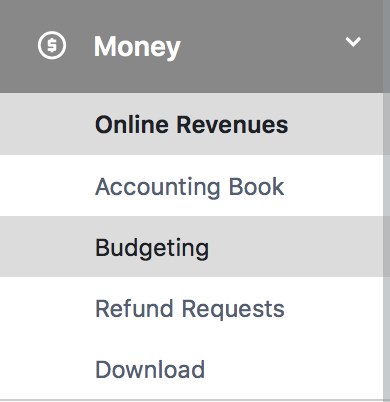 Money
Online Revenues
Accounting Book
Budgeting
Refund Requests
Download